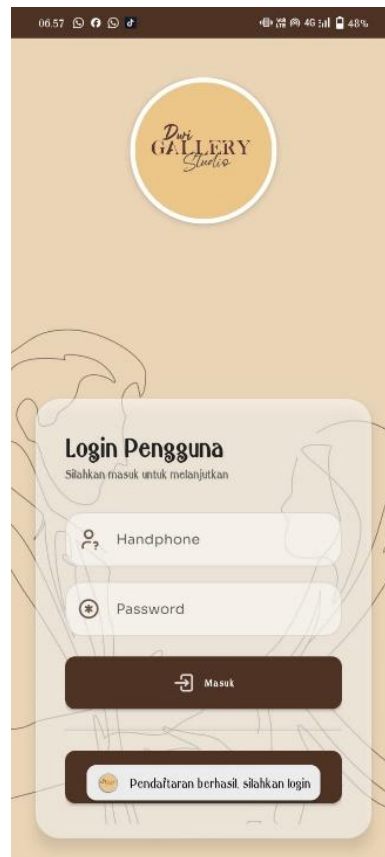 06.57 4G 48%
Dwi
GALLERY
Studio
Login Pengguna
Silahkan masuk untuk melanjutkan
Handphone
Password
Masuk
Pendaftaran berhasil, silahkan login